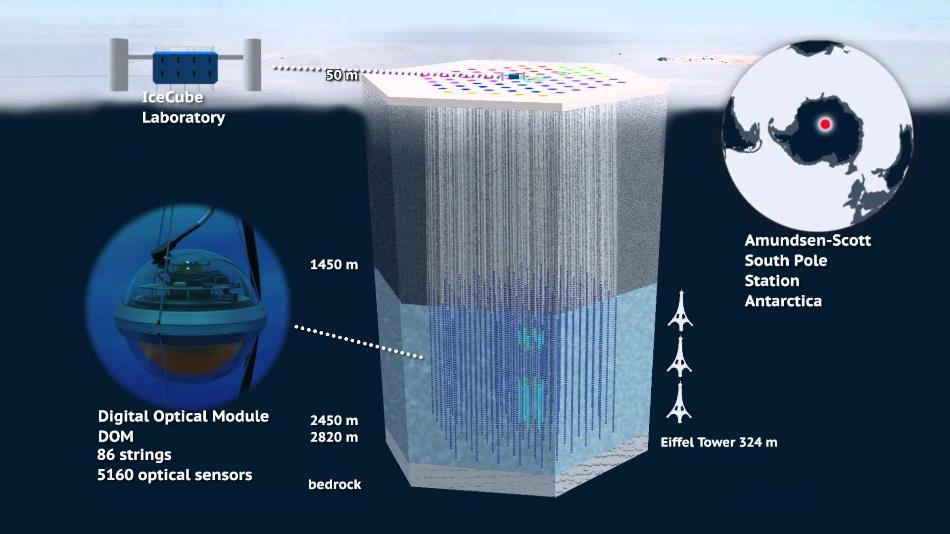 50 m
IceCube
Laboratory
Amundsen-Scott
South Pole
Station
Antarctica
1450 m
Digital Optical Module
DOM
86 strings
5160 optical sensors
2450 m
2820 m
Eiffel Tower 324 m
bedrock